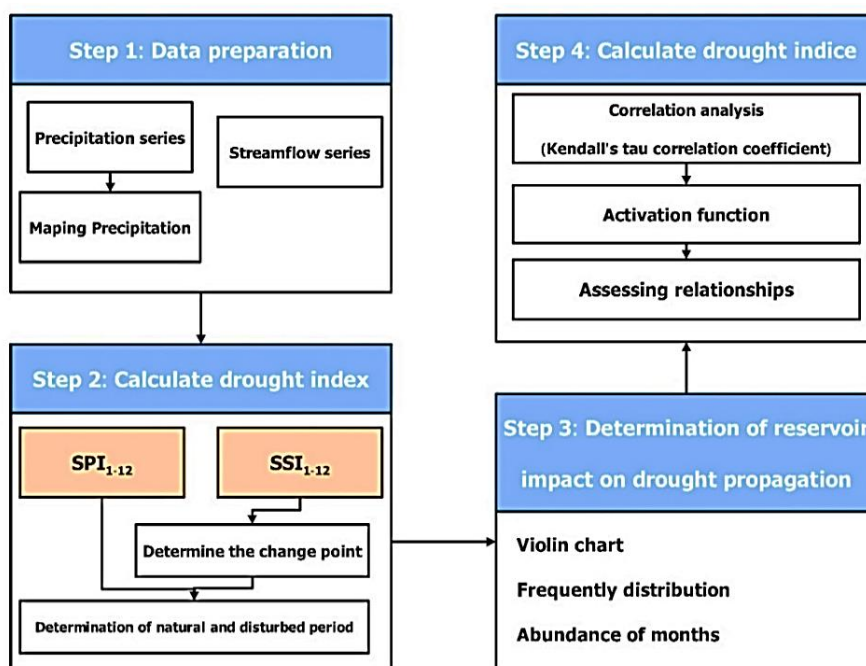 Step 1: Data preparation
Precipitation series
Streamflow series
Maping Precipitation
Step 2: Calculate drought index
SPI1-12
SSI1-12
Determine the change point
Determination of natural and disturbed period
Step 3: Determination of reservoir
impact on drought propagation
Violin chart
Frequently distribution
Abundance of months
Step 4: Calculate drought indice
Correlation analysis
(Kendall's tau correlation coefficient)
Activation function
Assessing relationships